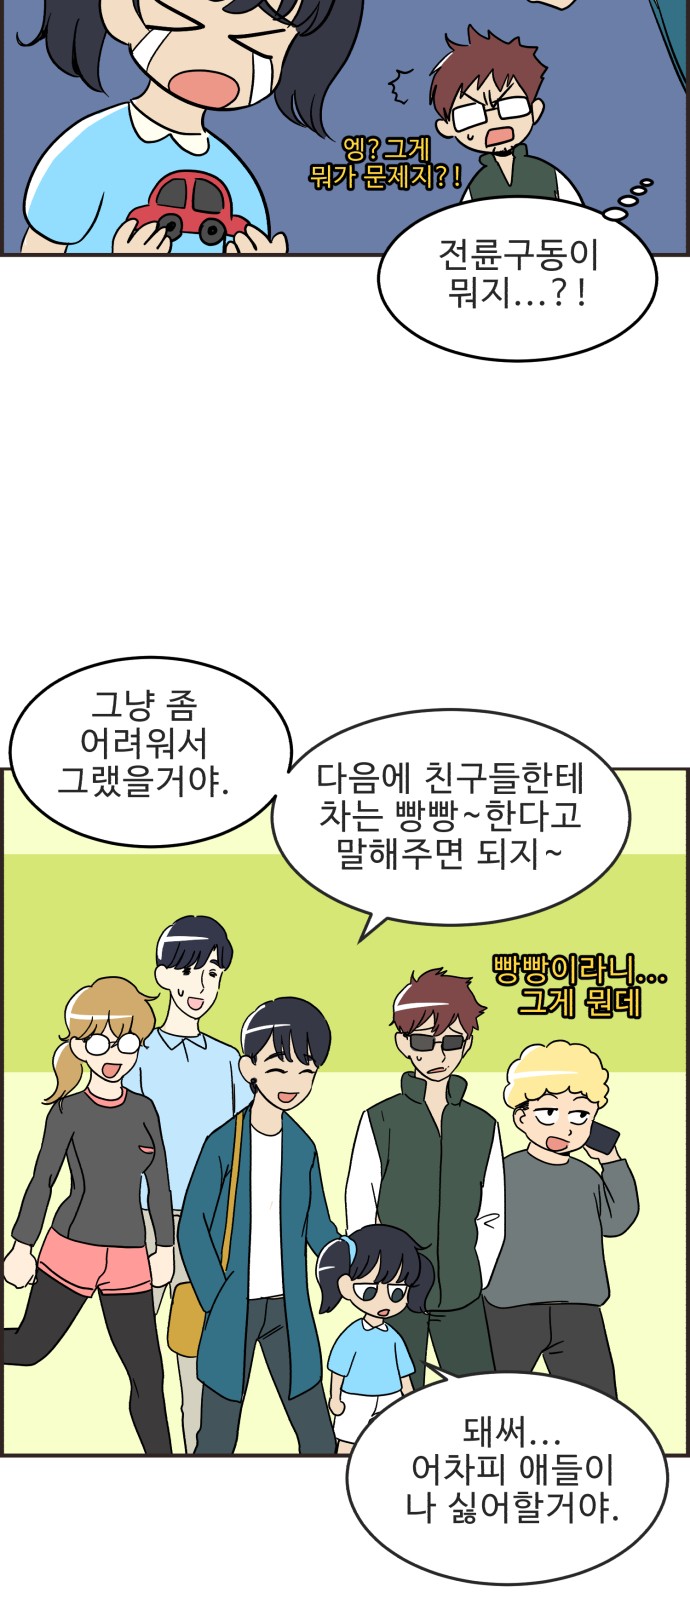 엥? 그게
뭐가 문제지?!
전륜구동이
뭐지...?!
그냥 좀
어려워서
그랬을거야.
다음에 친구들한테
차는 빵빵~한다고
말해주면 되지~
빵빵이라니...
그게 뭔데
돼써...
어차피 애들이
나 싫어할거야.